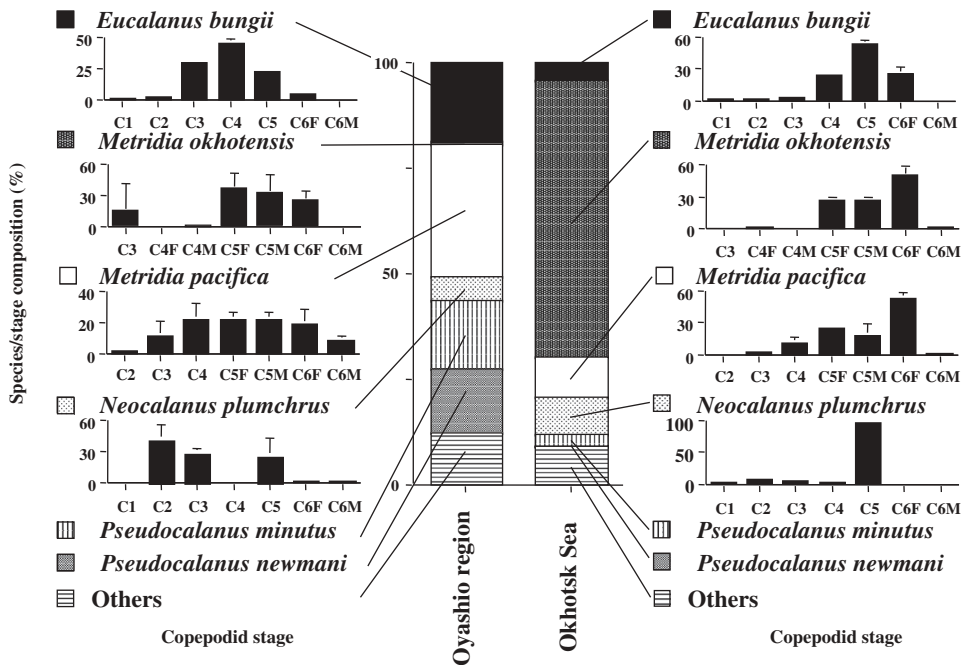 Species/stage composition (%)
Eucalanus bungii
50
25
0
C1 C2 C3 C4 C5 C6F C6M
Metridia okhotensis
60
30
0
C3 C4F C4M C5F C5M C6F C6M
Metridia pacifica
40
20
0
C2 C3 C4 C5F C5M C6F C6M
Neocalanus plumchrus
60
30
0
C1 C2 C3 C4 C5 C6F C6M
Pseudocalanus minutus
Pseudocalanus newmani
Others
Copepodid stage
100
50
0
Oyashio region
Okhotsk Sea
Eucalanus bungii
60
30
0
C1 C2 C3 C4 C5 C6F C6M
Metridia okhotensis
60
30
0
C3 C4F C4M C5F C5M C6F C6M
Metridia pacifica
60
30
0
C2 C3 C4 C5F C5M C6F C6M
Neocalanus plumchrus
100
50
0
C1 C2 C3 C4 C5 C6F C6M
Pseudocalanus minutus
Pseudocalanus newmani
Others
Copepodid stage